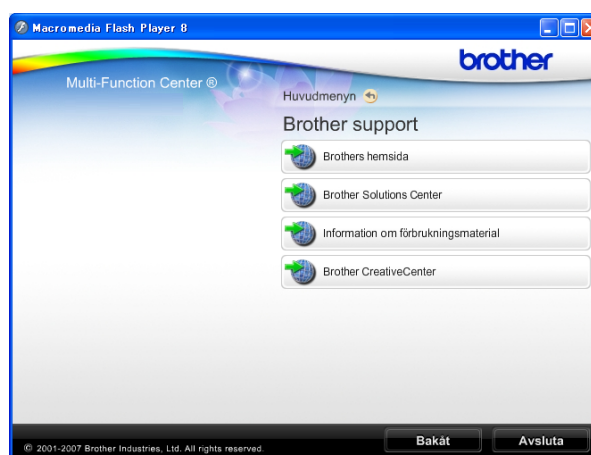 Macromedia Flash Player 8
brother
Multi-Function Center ®
Huvudmenyn
Brother support
Brothers hemsida
Brother Solutions Center
Information om förbrukningsmaterial
Brother CreativeCenter
Bakåt
Avsluta
© 2001-2007 Brother Industries, Ltd. All rights reserved.